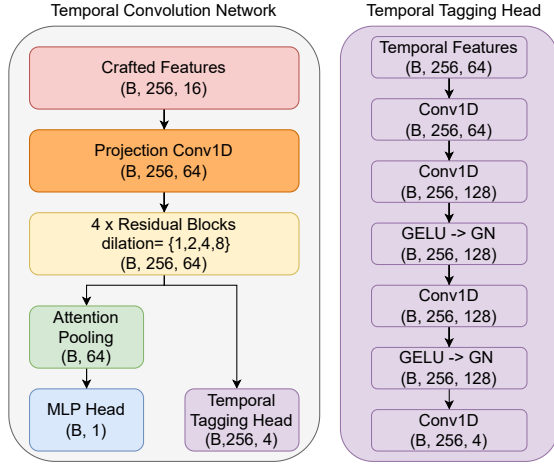 Temporal Convolution Network
Crafted Features
(B, 256, 16)
Projection Conv1D
(B, 256, 64)
4 x Residual Blocks
dilation= {1,2,4,8}
(B, 256, 64)
Attention
Pooling
(B, 64)
MLP Head
(B, 1)
Temporal
Tagging Head
(B,256, 4)
Temporal Tagging Head
Temporal Features
(B, 256, 64)
Conv1D
(B, 256, 64)
Conv1D
(B, 256, 128)
GELU -> GN
(B, 256, 128)
Conv1D
(B, 256, 128)
GELU -> GN
(B, 256, 128)
Conv1D
(B, 256, 4)